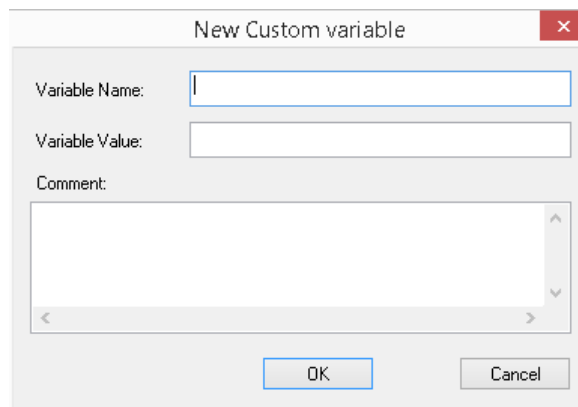 New Custom variable
Variable Name:
Variable Value:
Comment:
OK
Cancel